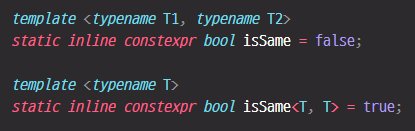 template <typename T1, typename T2>
static inline constexpr bool isSame = false;
template <typename T>
static inline constexpr bool isSame<T, T> = true;